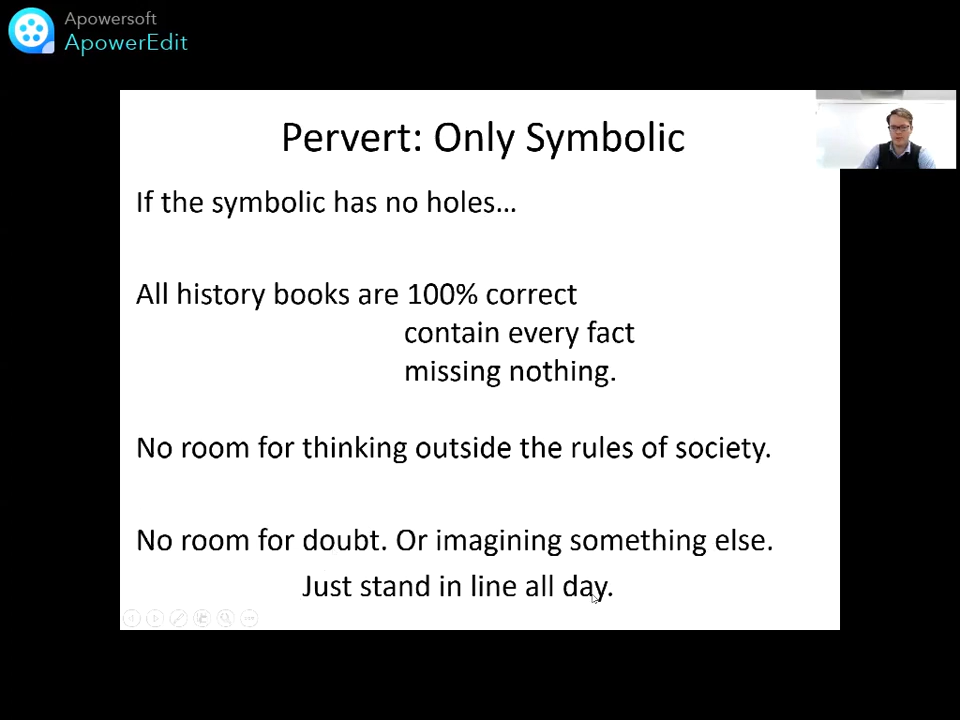 Apowersoft
ApowerEdit
Pervert: Only Symbolic
If the symbolic has no holes...
All history books are 100% correct
contain every fact
missing nothing.
No room for thinking outside the rules of society.
No room for doubt. Or imagining something else.
Just stand in line all day.